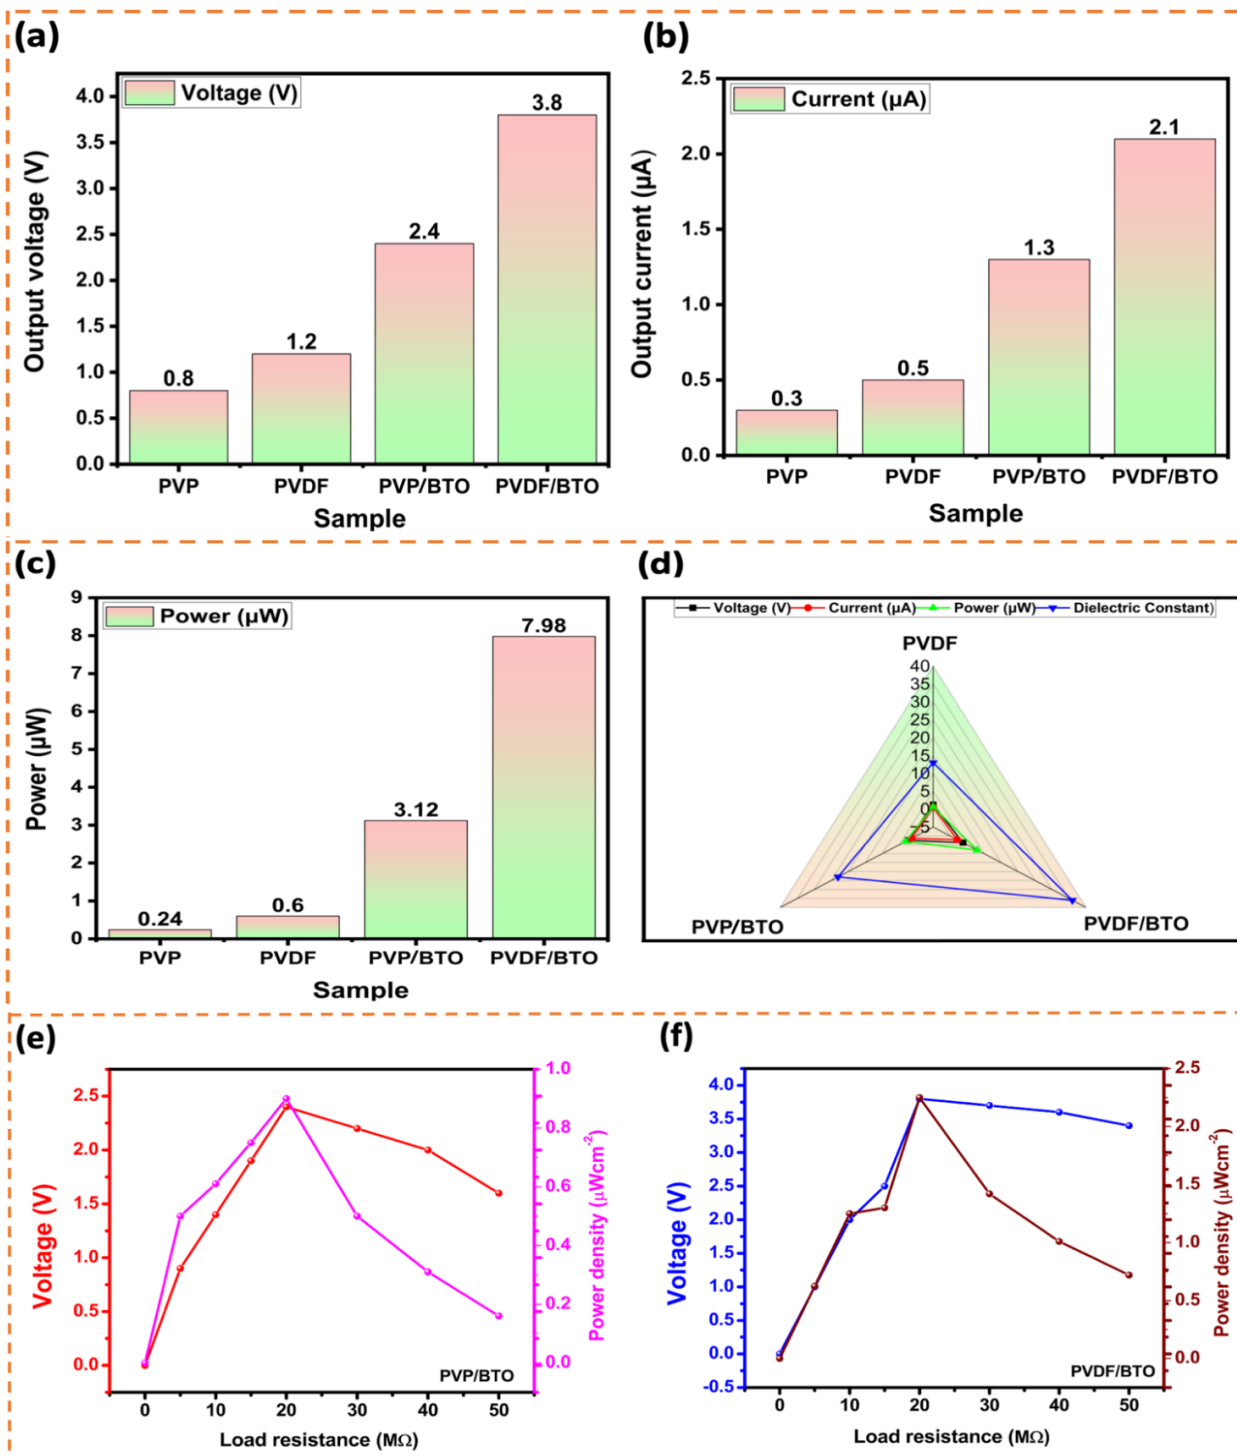 (a)
Voltage (V)
Output voltage (V)
4.0
3.5
3.0
2.5
2.0
1.5
1.0
0.5
0.0
0.8
1.2
2.4
3.8
PVP
PVDF
PVP/BTO
PVDF/BTO
Sample
(b)
Current (µA)
Output current (µA)
2.5
2.0
1.5
1.0
0.5
0.0
0.3
0.5
1.3
2.1
PVP
PVDF
PVP/BTO
PVDF/BTO
Sample
(c)
Power (µW)
Power (µW)
9
8
7
6
5
4
3
2
1
0
0.24
0.6
3.12
7.98
PVP
PVDF
PVP/BTO
PVDF/BTO
Sample
(d)
Voltage (V) Current (µA) Power (µW) Dielectric Constant)
PVDF
40
35
30
25
20
15
10
5
0
-5
PVP/BTO
PVDF/BTO
(e)
Voltage (V)
2.5
2.0
1.5
1.0
0.5
0.0
1.0
0.8
0.6
0.4
0.2
0.0
Power density (µWcm-2)
PVP/BTO
0 10 20 30 40 50
Load resistance (MΩ)
(f)
Voltage (V)
4.0
3.5
3.0
2.5
2.0
1.5
1.0
0.5
0.0
-0.5
2.5
2.0
1.5
1.0
0.5
0.0
Power density (µWcm-2)
PVDF/BTO
0 10 20 30 40 50
Load resistance (MΩ)